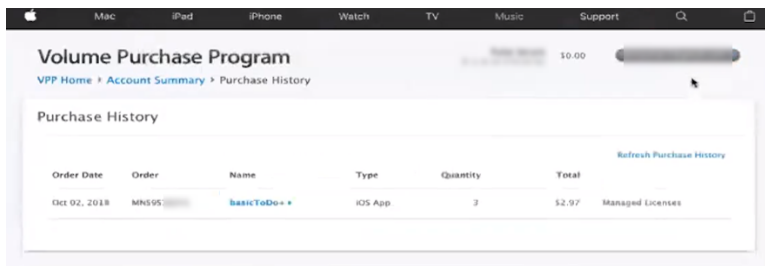 Mac iPad iPhone Watch TV Music Support
Volume Purchase Program
$0.00
VPP Home › Account Summary › Purchase History
Purchase History
Refresh Purchase History
Order Date Order Name Type Quantity Total
Oct 02, 2018 MNS95 basicToDo++ iOS App 3 $2.97 Managed Licenses